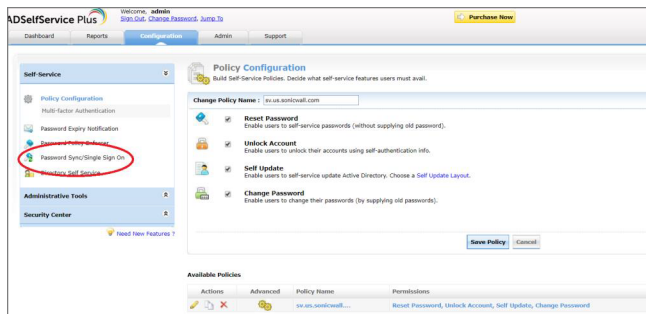 ADSelfService Plus
Welcome, admin
Sign Out, Change Password, Jump To
Purchase Now
Dashboard Reports Configuration Admin Support
Self-Service
Policy Configuration
Multi-factor Authentication
Password Expiry Notification
Password Policy Enforcer
Password Sync/Single Sign On
Directory Self Service
Administrative Tools
Security Center
Need New Features ?
Policy Configuration
Build Self-Service Policies. Decide what self-service features users must avail.
Change Policy Name : sv.us.sonicwall.com
Reset Password
Enable users to self-service passwords (without supplying old password).
Unlock Account
Enable users to unlock their accounts using self-authentication info.
Self Update
Enable users to self-service update Active Directory. Choose a Self Update Layout.
Change Password
Enable users to change their passwords (by supplying old passwords).
Save Policy Cancel
Available Policies
Actions Advanced Policy Name Permissions
sv.us.sonicwall.... Reset Password, Unlock Account, Self Update, Change Password